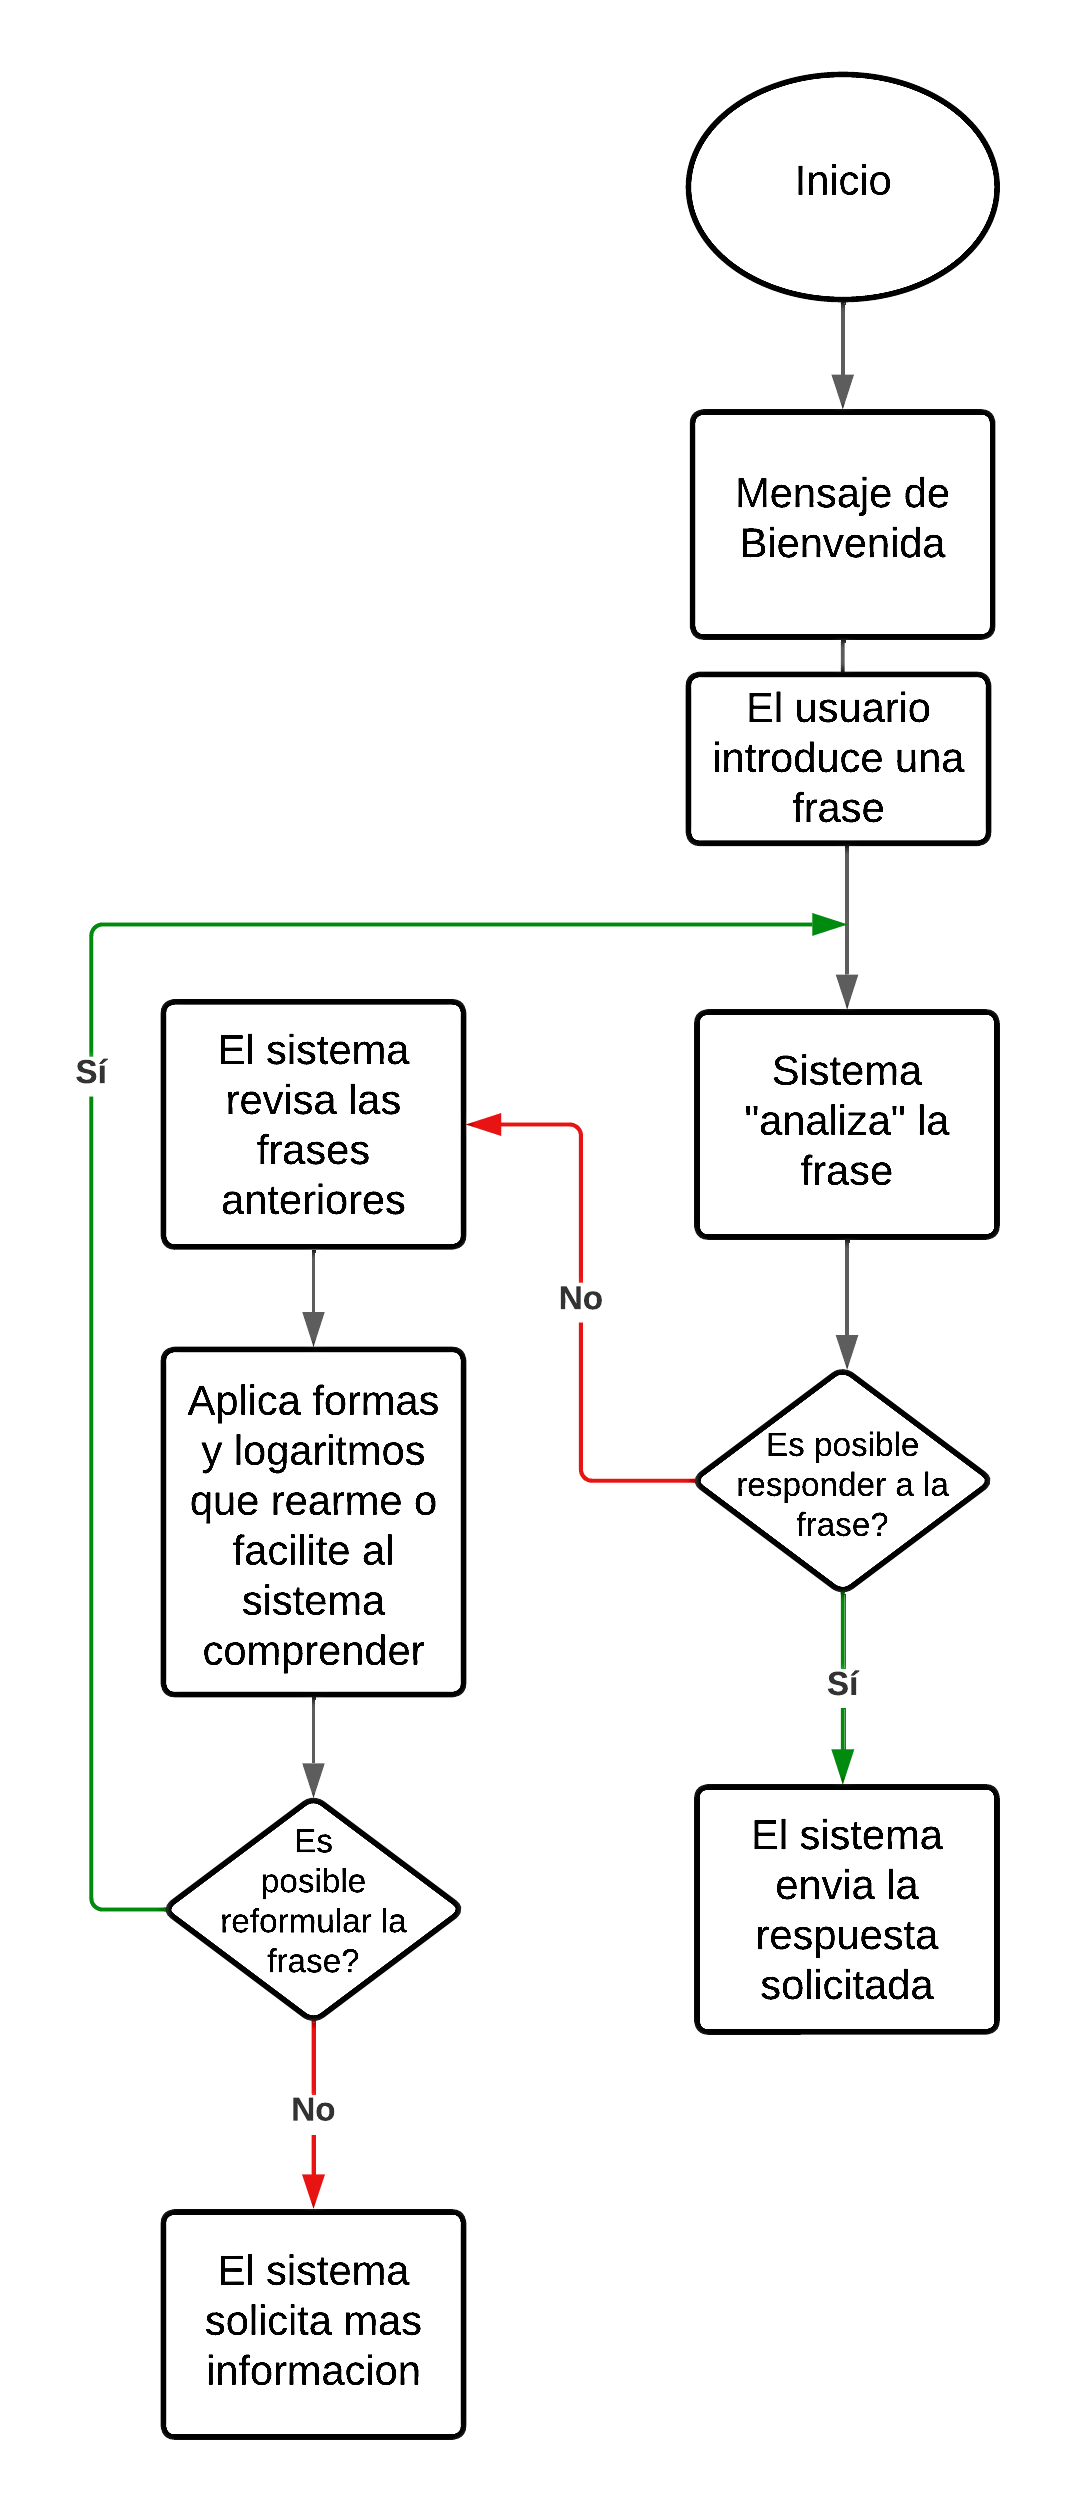 Inicio
Mensaje de
Bienvenida
El usuario
introduce una
frase
Sistema
"analiza" la
frase
Es posible
responder a la
frase?
Sí
El sistema
envia la
respuesta
solicitada
No
El sistema
revisa las
frases
anteriores
Aplica formas
y logaritmos
que rearme o
facilite al
sistema
comprender
Es
posible
reformular la
frase?
Sí
No
El sistema
solicita mas
informacion